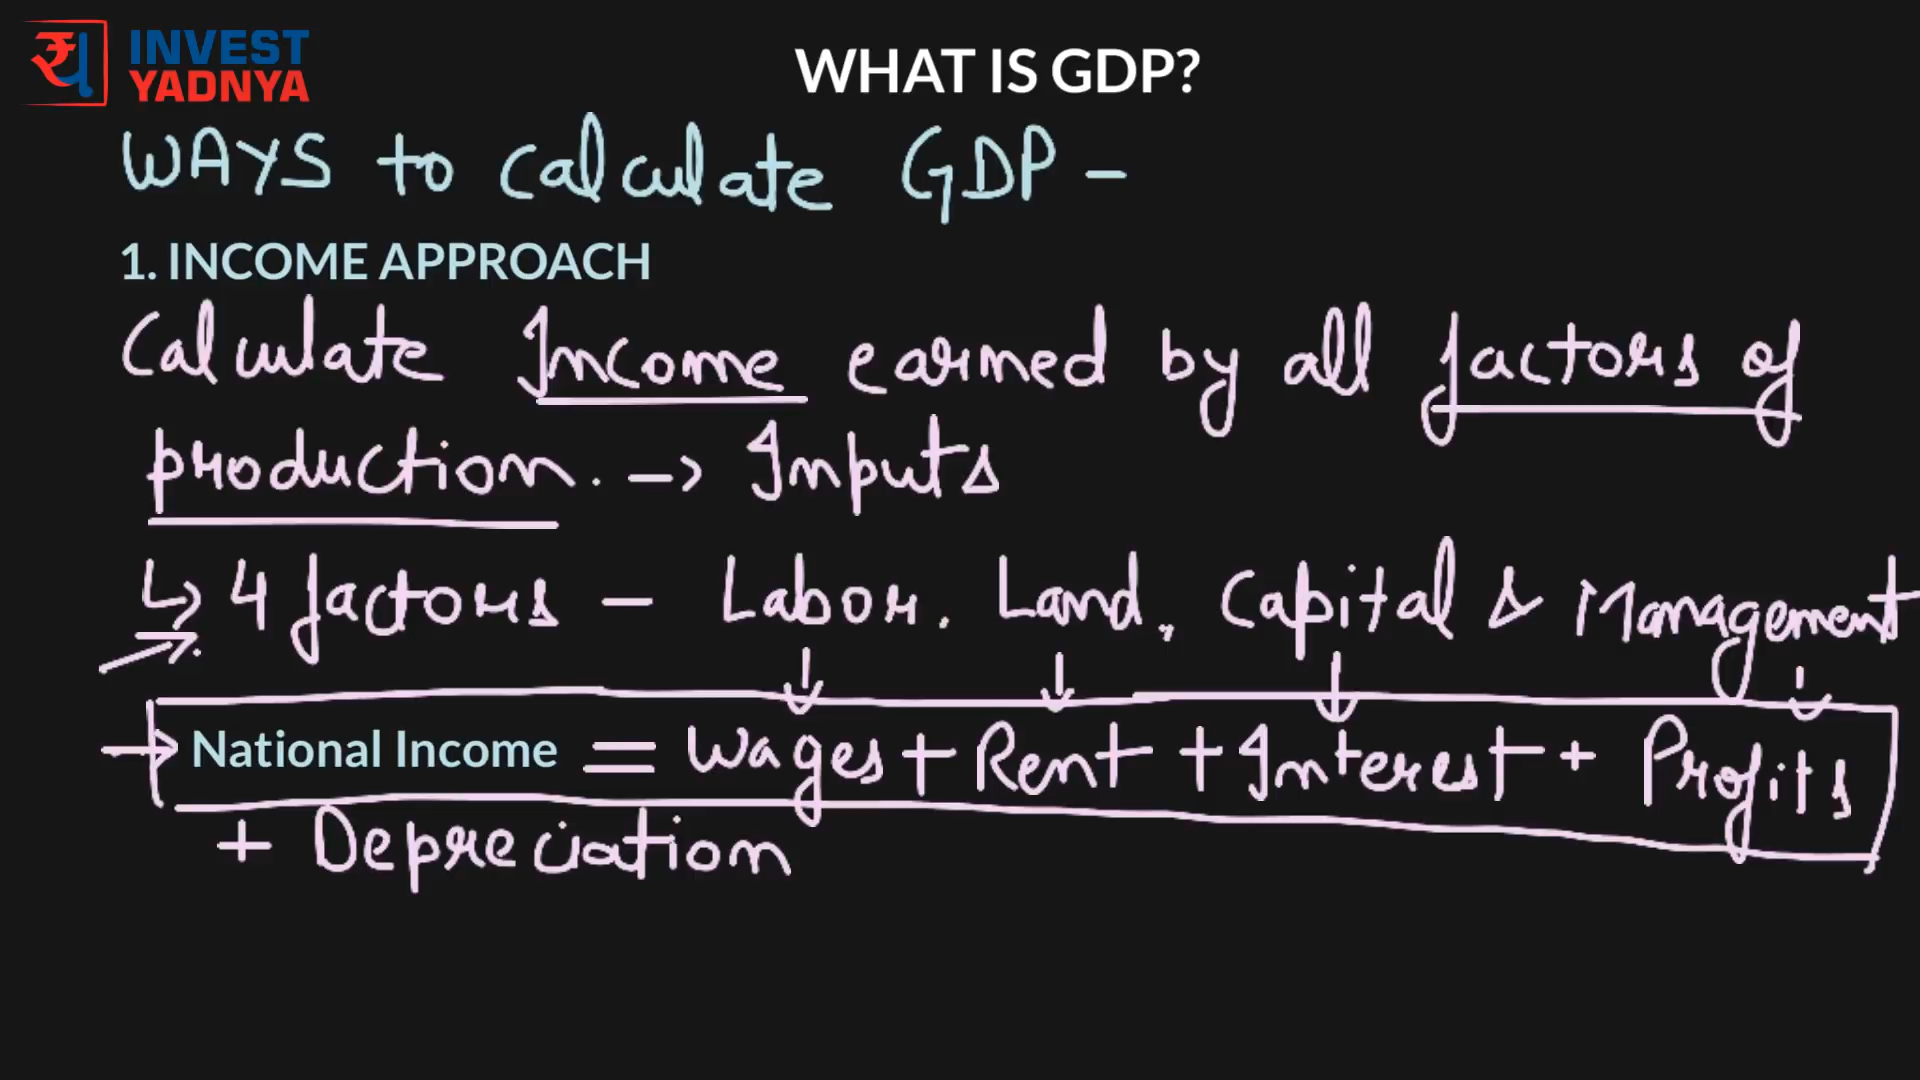 INVEST
YADNYA
WHAT IS GDP?
WAYS to calculate GDP -
1. INCOME APPROACH
Calculate Income earned by all factors of
production. -> Inputs
↳ 4 factors - Labor, Land, Capital & Management
→ National Income = Wages + Rent + Interest + Profits
+ Depreciation